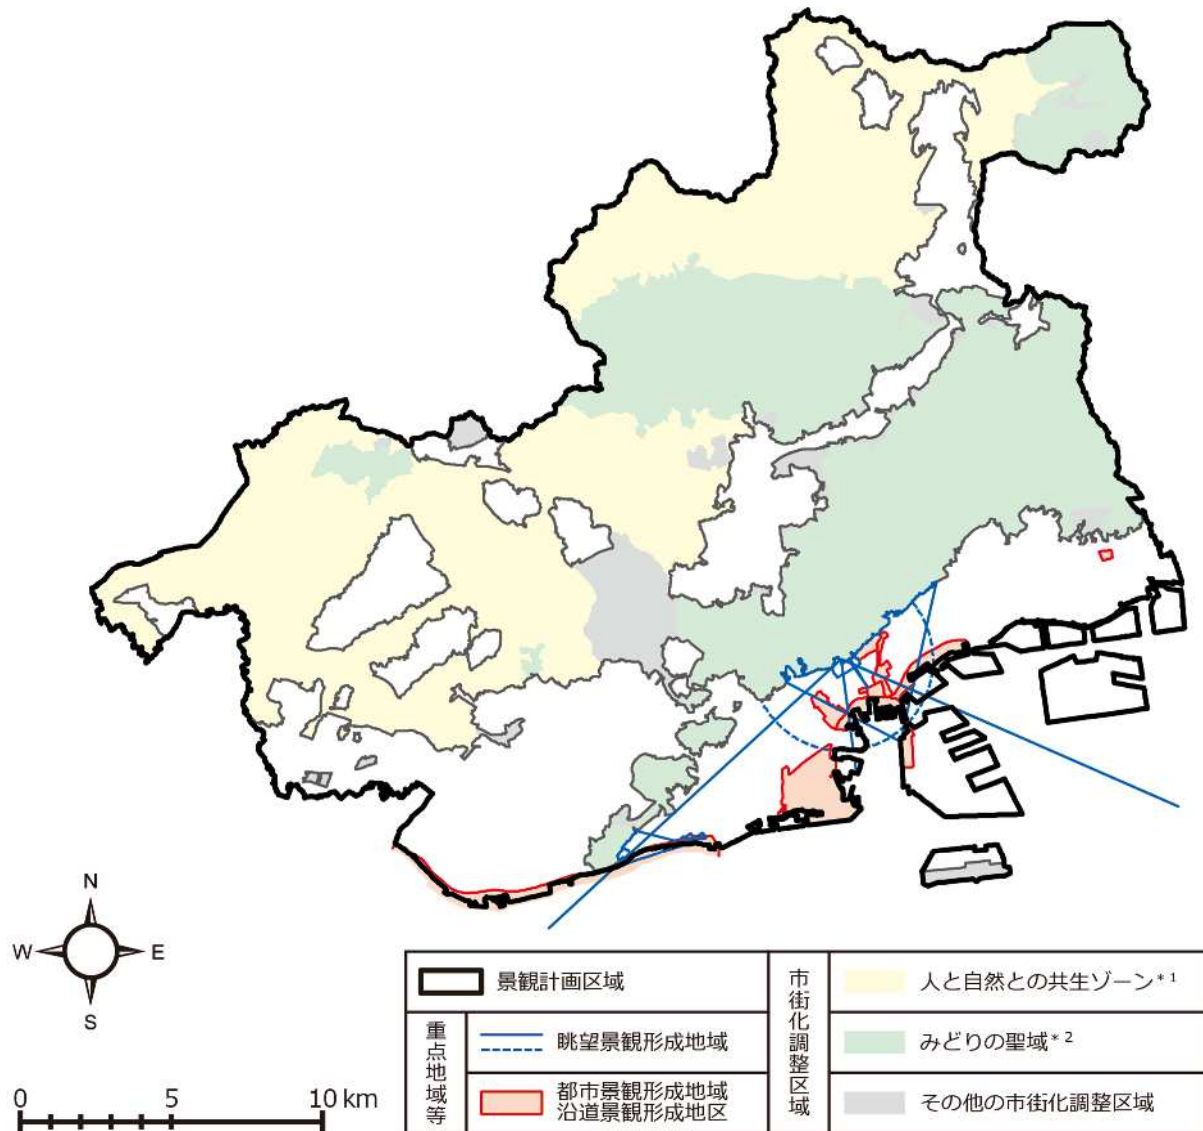 N
W E
S
0 5 10 km
景観計画区域
重点地域等
眺望景観形成地域
都市景観形成地域
沿道景観形成地区
市街化調整区域
人と自然との共生ゾーン*1
みどりの聖域*2
その他の市街化調整区域